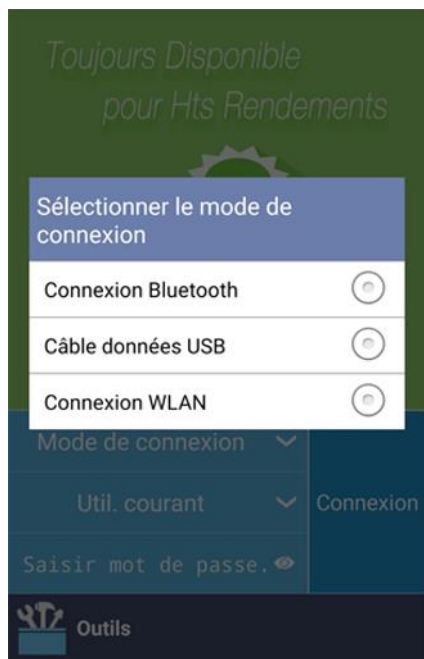 Toujours Disponible
pour Hts Rendements
Sélectionner le mode de
connexion
Connexion Bluetooth
Câble données USB
Connexion WLAN
Mode de connexion
Util. courant
Connexion
Saisir mot de passe.
Outils